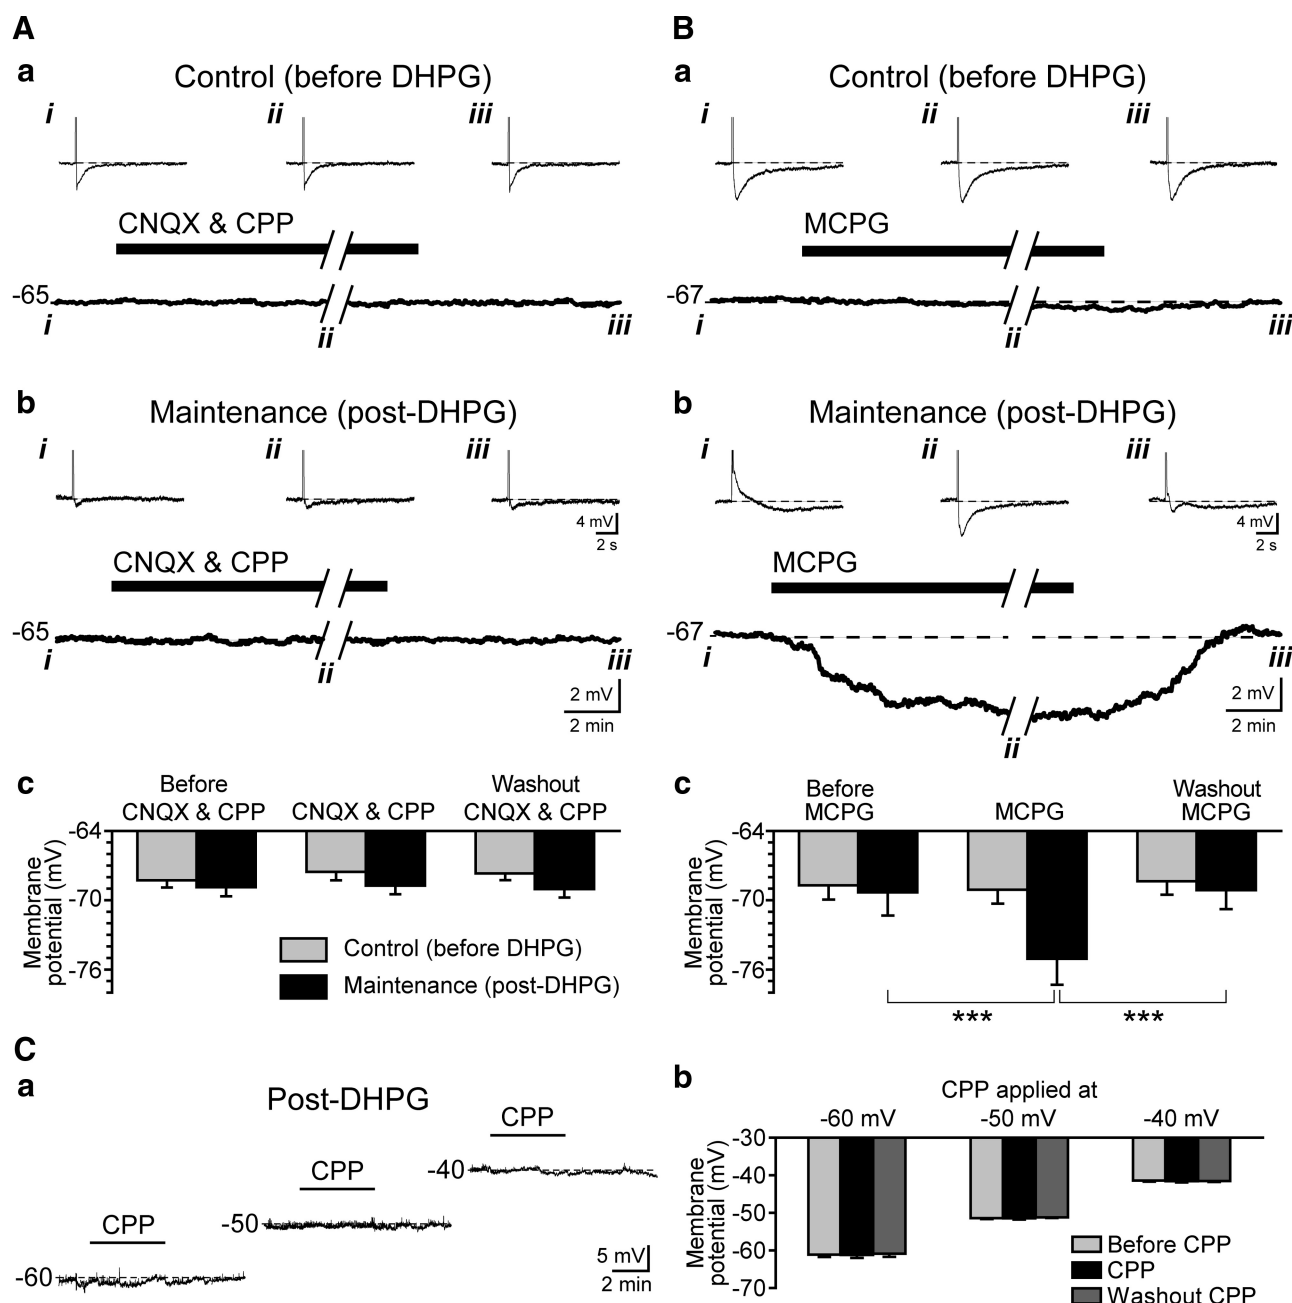 A
a
Control (before DHPG)
i
ii
iii
CNQX & CPP
-65
i
ii
iii
b
Maintenance (post-DHPG)
i
ii
iii
4 mV
2 s
CNQX & CPP
-65
i
ii
iii
2 mV
2 min
c
Before
CNQX & CPP
CNQX & CPP
Washout
CNQX & CPP
Membrane
potential (mV)
-64
-70
-76
Control (before DHPG)
Maintenance (post-DHPG)
B
a
Control (before DHPG)
i
ii
iii
MCPG
-67
i
ii
iii
b
Maintenance (post-DHPG)
i
ii
iii
4 mV
2 s
MCPG
-67
i
ii
iii
2 mV
2 min
c
Before
MCPG
MCPG
Washout
MCPG
Membrane
potential (mV)
-64
-70
-76
***
***
C
a
Post-DHPG
CPP
-40
CPP
-50
CPP
-60
5 mV
2 min
b
CPP applied at
-60 mV
-50 mV
-40 mV
Membrane
potential (mV)
-30
-40
-50
-60
-70
Before CPP
CPP
Washout CPP